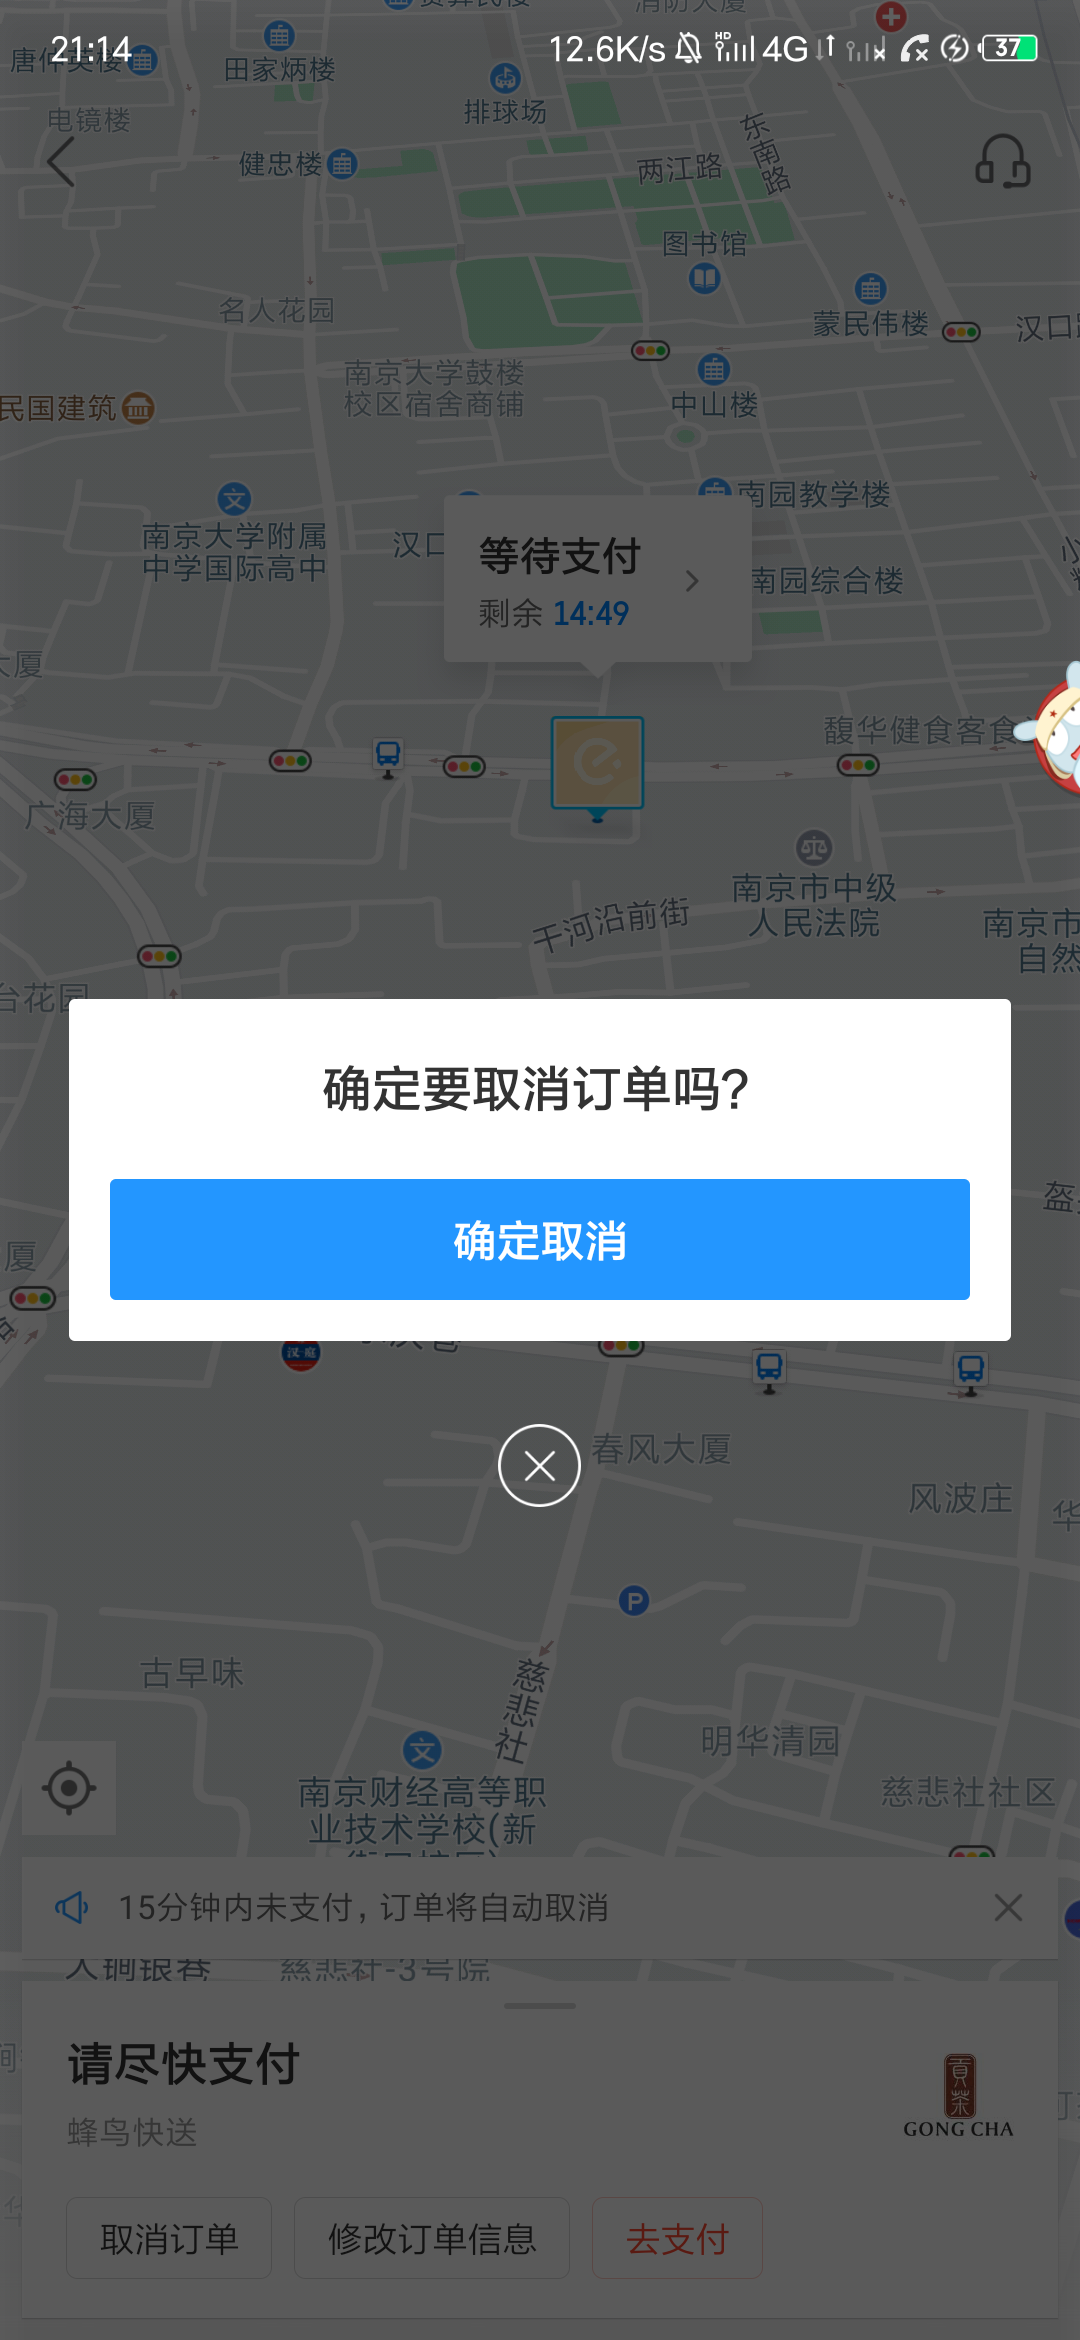 21:14
12.6K/s
HD
4G
37
唐仲英楼
田家炳楼
消防大厦
电镜楼
排球场
健忠楼
两江路
东南路
图书馆
名人花园
蒙民伟楼
南京大学鼓楼
校区宿舍商铺
民国建筑
中山楼
南园教学楼
南京大学附属
中学国际高中
汉口
等待支付
剩余 14:49
南园综合楼
大厦
馥华健食客食
广海大厦
南京市中级
人民法院
干河沿前街
南京市
自然
台花园
确定要取消订单吗?
确定取消
厦
汉·庭
春风大厦
风波庄
华
P
古早味
慈悲社
明华清园
文
南京财经高等职
业技术学校(新
慈悲社社区
15分钟内未支付，订单将自动取消
慈悲社-3号院
请尽快支付
蜂鸟快送
貢茶
GONG CHA
取消订单
修改订单信息
去支付